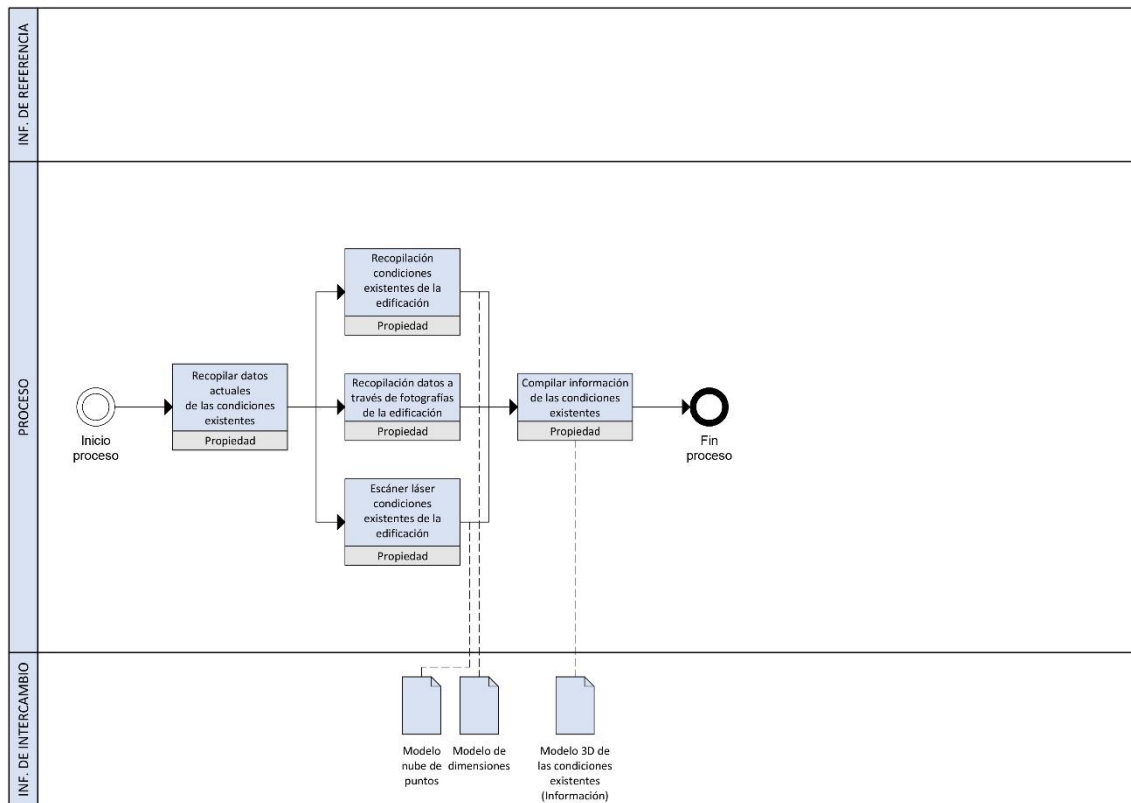 INF. DE REFERENCIA
PROCESO
Inicio
proceso
Recopilar datos
actuales
de las condiciones
existentes
Propiedad
Recopilación
condiciones
existentes de la
edificación
Propiedad
Recopilación datos a
través de fotografías
de la edificación
Propiedad
Escáner láser
condiciones
existentes de la
edificación
Propiedad
Compilar información
de las condiciones
existentes
Propiedad
Fin
proceso
INF. DE INTERCAMBIO
Modelo
nube de
puntos
Modelo de
dimensiones
Modelo 3D de
las condiciones
existentes
(Información)